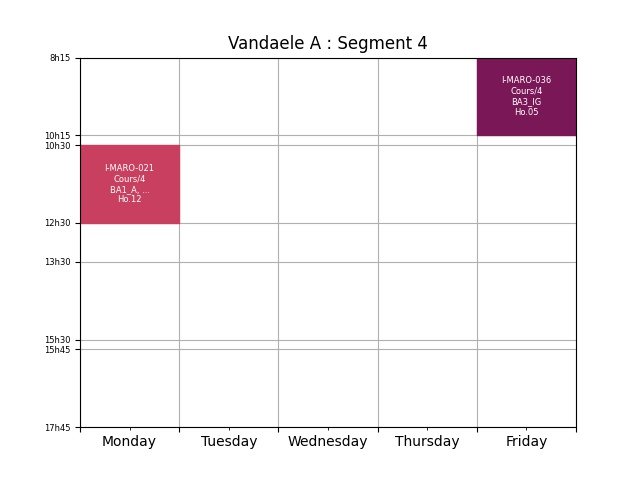 Vandaele A : Segment 4
8h15
I-MARO-036
Cours/4
BA3_IG
Ho.05
10h15
10h30
I-MARO-021
Cours/4
BA1_A, ...
Ho.12
12h30
13h30
15h30
15h45
17h45
Monday Tuesday Wednesday Thursday Friday